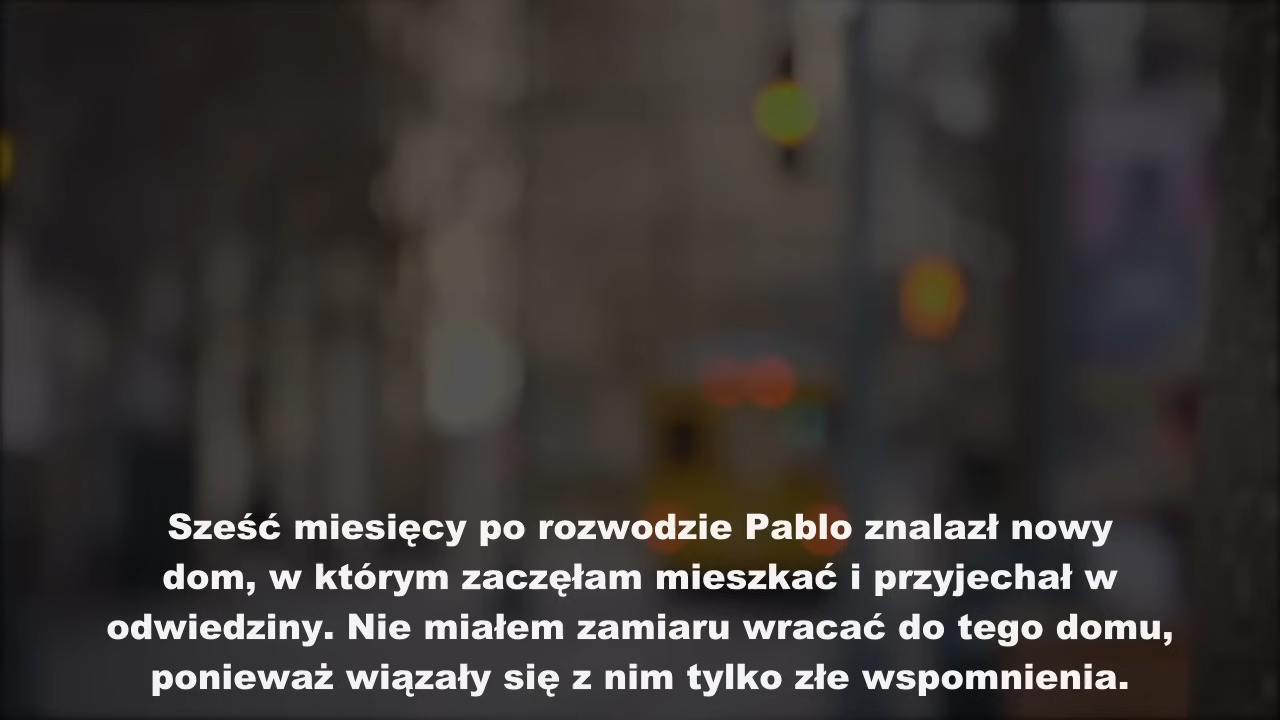 Sześć miesięcy po rozwodzie Pablo znalazł nowy
dom, w którym zaczęłam mieszkać i przyjechał w
odwiedziny. Nie miałem zamiaru wracać do tego domu,
ponieważ wiązały się z nim tylko złe wspomnienia.